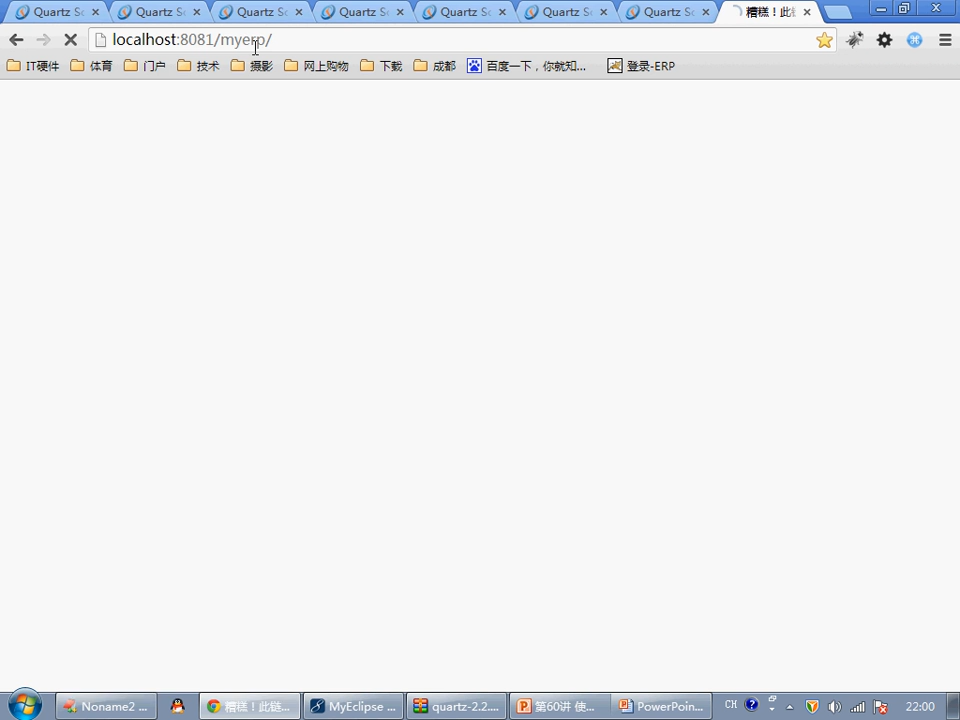 Quartz Sc Quartz Sc Quartz Sc Quartz Sc Quartz Sc Quartz Sc Quartz Sc 糟糕！此链
localhost:8081/myerp/
IT硬件 体育 门户 技术 摄影 网上购物 下载 成都 百度一下，你就知... 登录-ERP
Noname2 ... 糟糕！此链... MyEclipse ... quartz-2.2.... 第60讲 使... PowerPoin... CH 22:00